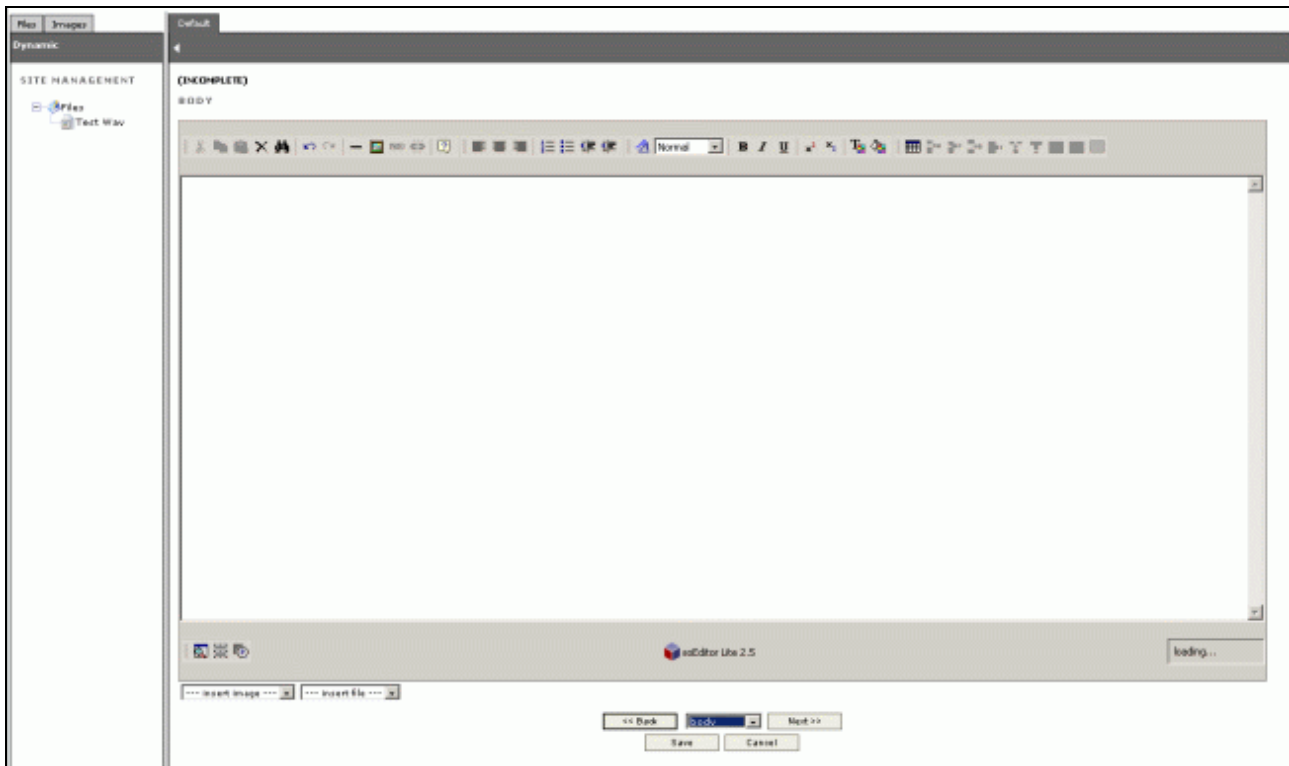 Files Images
Dynamic
SITE MANAGEMENT
Files
Test Wav
Default
(INCOMPLETE)
BODY
Normal
B I U
eoEditor Lite 2.5
loading...
--- insert image --- --- insert file ---
<< Back body Next >>
Save Cancel